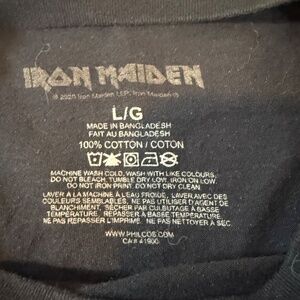 IRON MAIDEN
© 2020 Iron Maiden LLP.
L/G
MADE IN BANGLADESH
FAIT AU BANGLADESH
100% COTTON / COTON
MACHINE WASH COLD, WASH WITH LIKE COLOURS.
DO NOT BLEACH, TUMBLE DRY LOW, IRON ON LOW.
DO NOT IRON PRINT. DO NOT DRY CLEAN.
LAVER A LA MACHINE A L'EAU FROIDE, LAVER AVEC DES
COULEURS SEMBLABLES, NE PAS UTILISER D'AGENT DE
BLANCHIMENT, SÉCHER PAR CULBUTAGE A BASSE
TEMPÉRATURE, REPASSER A BASSE TEMPÉRATURE.
NE PAS REPASSER L'IMPRIMÉ. NE PAS NETTOYER A SEC.
WWW.PHILCOS.COM
CA# 41900